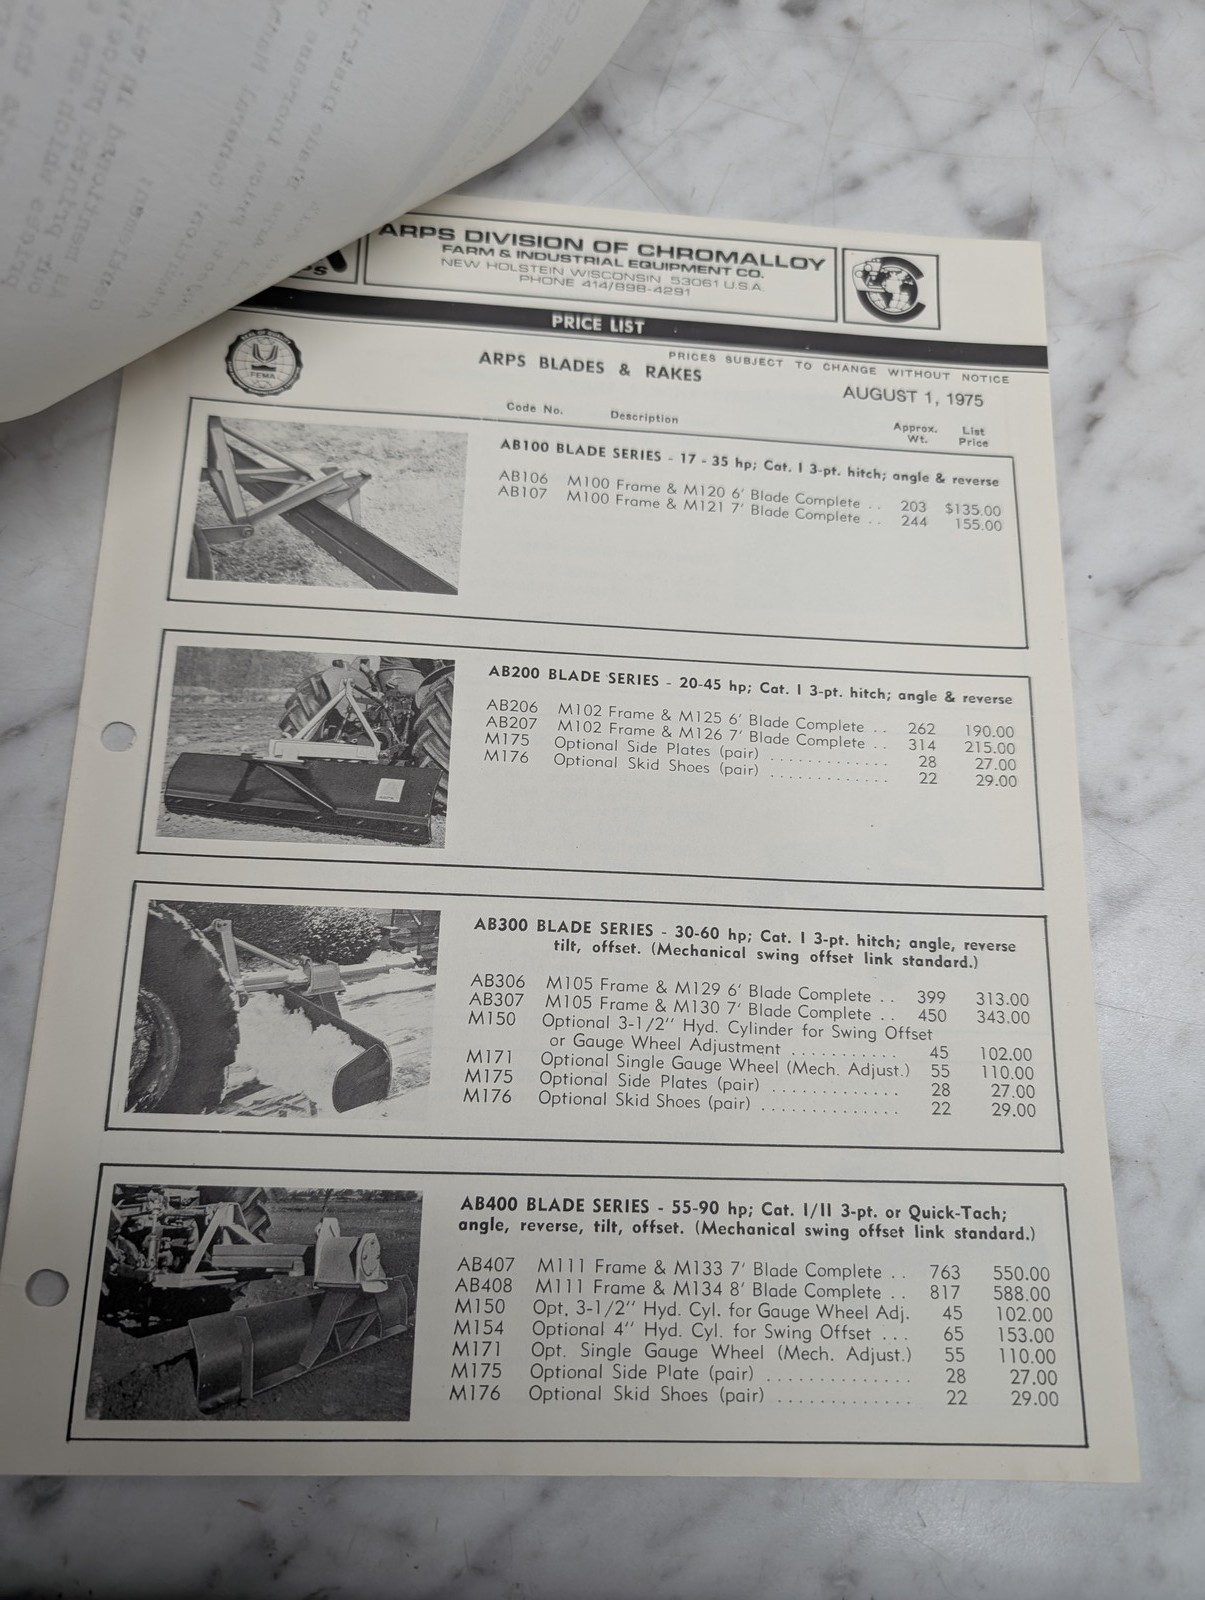 ARPS DIVISION OF CHROMALLOY
FARM & INDUSTRIAL EQUIPMENT CO.
NEW HOLSTEIN WISCONSIN 53061 U.S.A.
PHONE 414/898-4291
PRICE LIST
PRICES SUBJECT TO CHANGE WITHOUT NOTICE
FEMA
ARPS BLADES & RAKES
AUGUST 1, 1975
Code No. Description Approx. Wt. List Price
AB100 BLADE SERIES - 17 - 35 hp; Cat. I 3-pt. hitch; angle & reverse
AB106 M100 Frame & M120 6' Blade Complete . . 203 $135.00
AB107 M100 Frame & M121 7' Blade Complete . . 244 155.00
AB200 BLADE SERIES - 20-45 hp; Cat. I 3-pt. hitch; angle & reverse
AB206 M102 Frame & M125 6' Blade Complete . . 262 190.00
AB207 M102 Frame & M126 7' Blade Complete . . 314 215.00
M175 Optional Side Plates (pair) . . . . . . . . . . . . . 28 27.00
M176 Optional Skid Shoes (pair) . . . . . . . . . . . . . 22 29.00
AB300 BLADE SERIES - 30-60 hp; Cat. I 3-pt. hitch; angle, reverse
tilt, offset. (Mechanical swing offset link standard.)
AB306 M105 Frame & M129 6' Blade Complete . . 399 313.00
AB307 M105 Frame & M130 7' Blade Complete . . 450 343.00
M150 Optional 3-1/2" Hyd. Cylinder for Swing Offset
or Gauge Wheel Adjustment . . . . . . . . . . . 45 102.00
M171 Optional Single Gauge Wheel (Mech. Adjust.) 55 110.00
M175 Optional Side Plates (pair) . . . . . . . . . . . . . 28 27.00
M176 Optional Skid Shoes (pair) . . . . . . . . . . . . . . 22 29.00
AB400 BLADE SERIES - 55-90 hp; Cat. I/II 3-pt. or Quick-Tach;
angle, reverse, tilt, offset. (Mechanical swing offset link standard.)
AB407 M111 Frame & M133 7' Blade Complete . . 763 550.00
AB408 M111 Frame & M134 8' Blade Complete . . 817 588.00
M150 Opt. 3-1/2" Hyd. Cyl. for Gauge Wheel Adj. 45 102.00
M154 Optional 4" Hyd. Cyl. for Swing Offset . . . 65 153.00
M171 Opt. Single Gauge Wheel (Mech. Adjust.) 55 110.00
M175 Optional Side Plate (pair) . . . . . . . . . . . . . . 28 27.00
M176 Optional Skid Shoes (pair) . . . . . . . . . . . . . 22 29.00